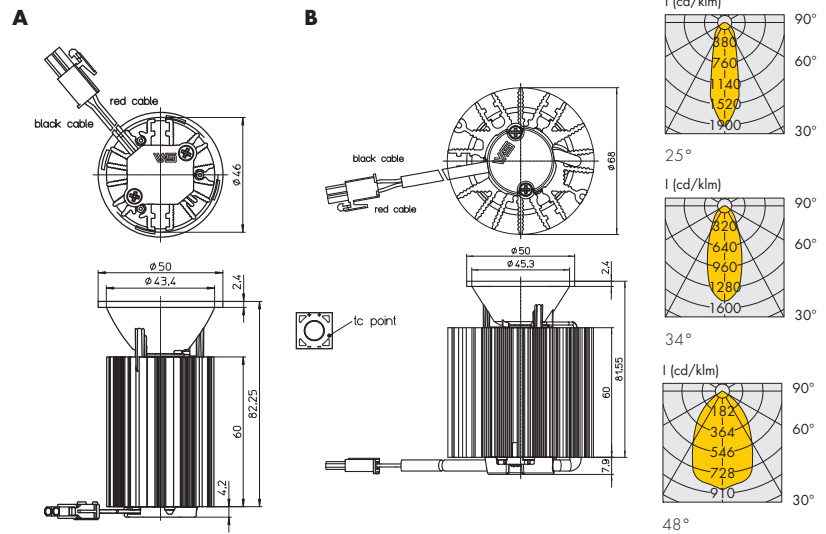 A
red cable
black cable
VS
ø46
ø50
ø43.4
2.4
82.25
60
4.2
B
black cable
red cable
VS
ø68
ø50
ø45.3
2.4
tc point
81.55
60
7.9
I (cd/klm)
90°
380
760
60°
1140
1520
1900
30°
25°
I (cd/klm)
90°
320
640
60°
960
1280
1600
30°
34°
I (cd/klm)
90°
182
364
60°
546
728
910
30°
48°